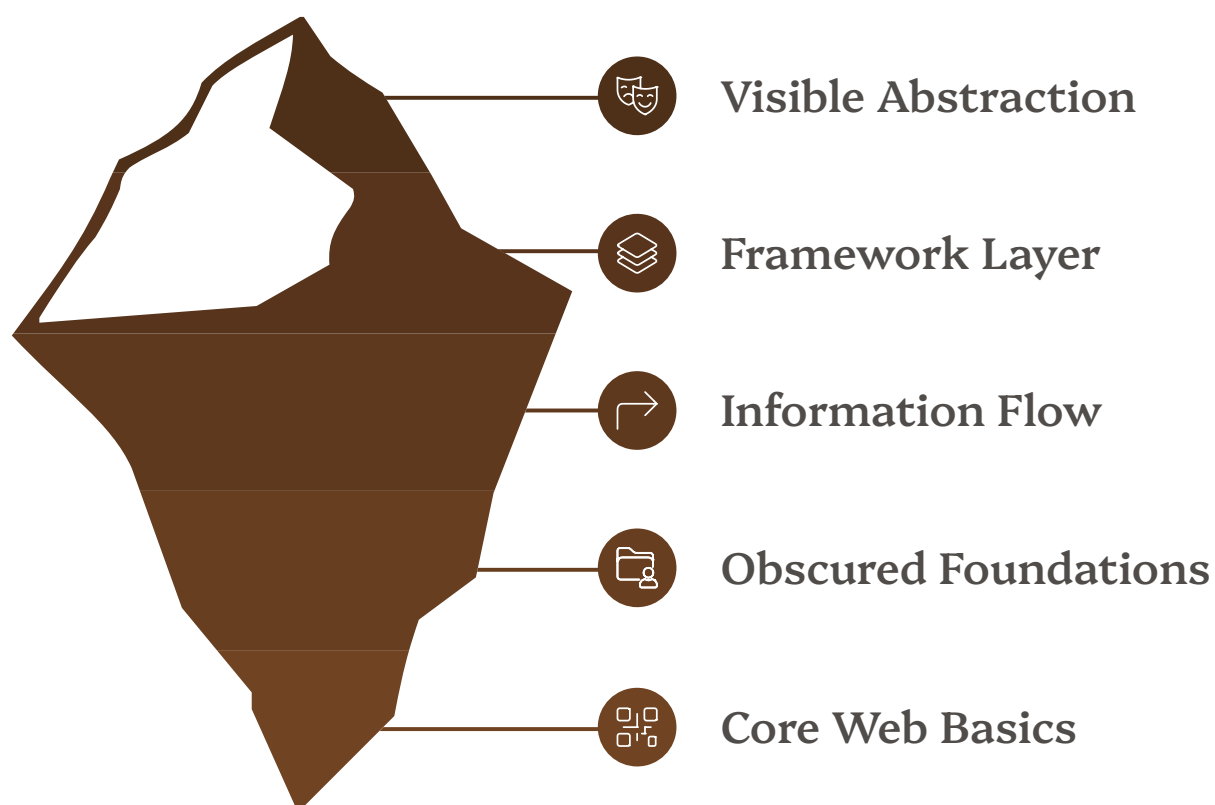 Visible Abstraction
Framework Layer
Information Flow
Obscured Foundations
Core Web Basics